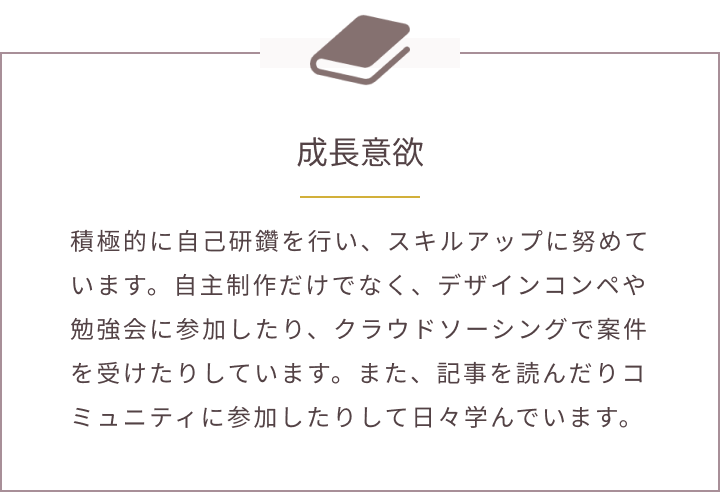 成長意欲
積極的に自己研鑽を行い、スキルアップに努めて
います。自主制作だけでなく、デザインコンペや
勉強会に参加したり、クラウドソーシングで案件
を受けたりしています。また、記事を読んだりコ
ミュニティに参加したりして日々学んでいます。